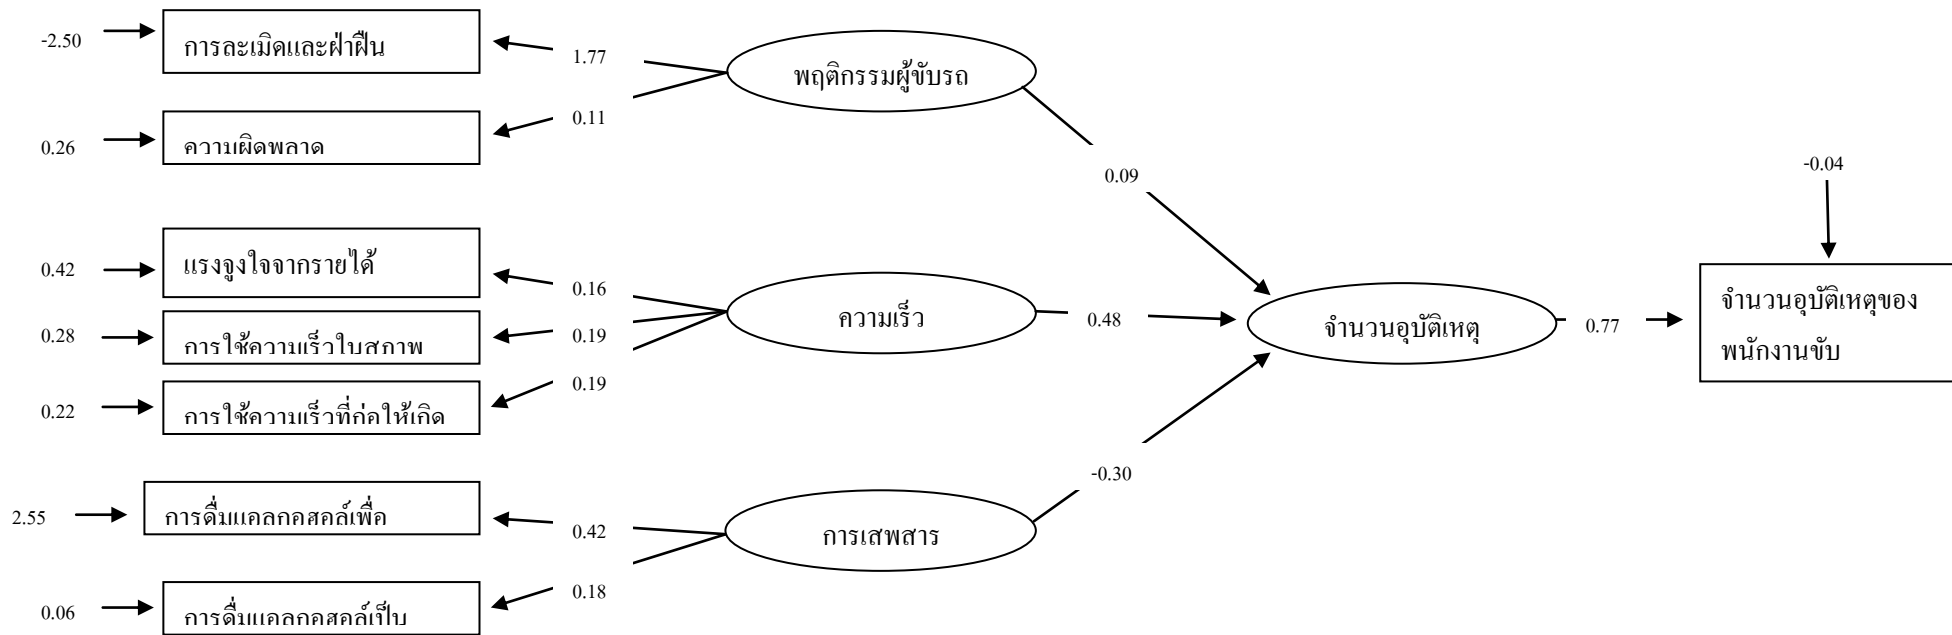 -2.50
การละเมิดและฝ่าฝืน
1.77
พฤติกรรมผู้ขับรถ
0.11
0.26
ความผิดพลาด
0.09
-0.04
0.42
แรงจูงใจจากรายได้
0.16
ความเร็ว
0.48
0.28
การใช้ความเร็วในสภาพ
0.19
0.22
การใช้ความเร็วที่ก่อให้เกิด
0.19
จำนวนอุบัติเหตุ
0.77
จำนวนอุบัติเหตุของ
พนักงานขับ
-0.30
2.55
การดื่มแอลกอฮอล์เพื่อ
0.42
การเสพสาร
0.18
0.06
การดื่มแอลกอฮอล์เป็น